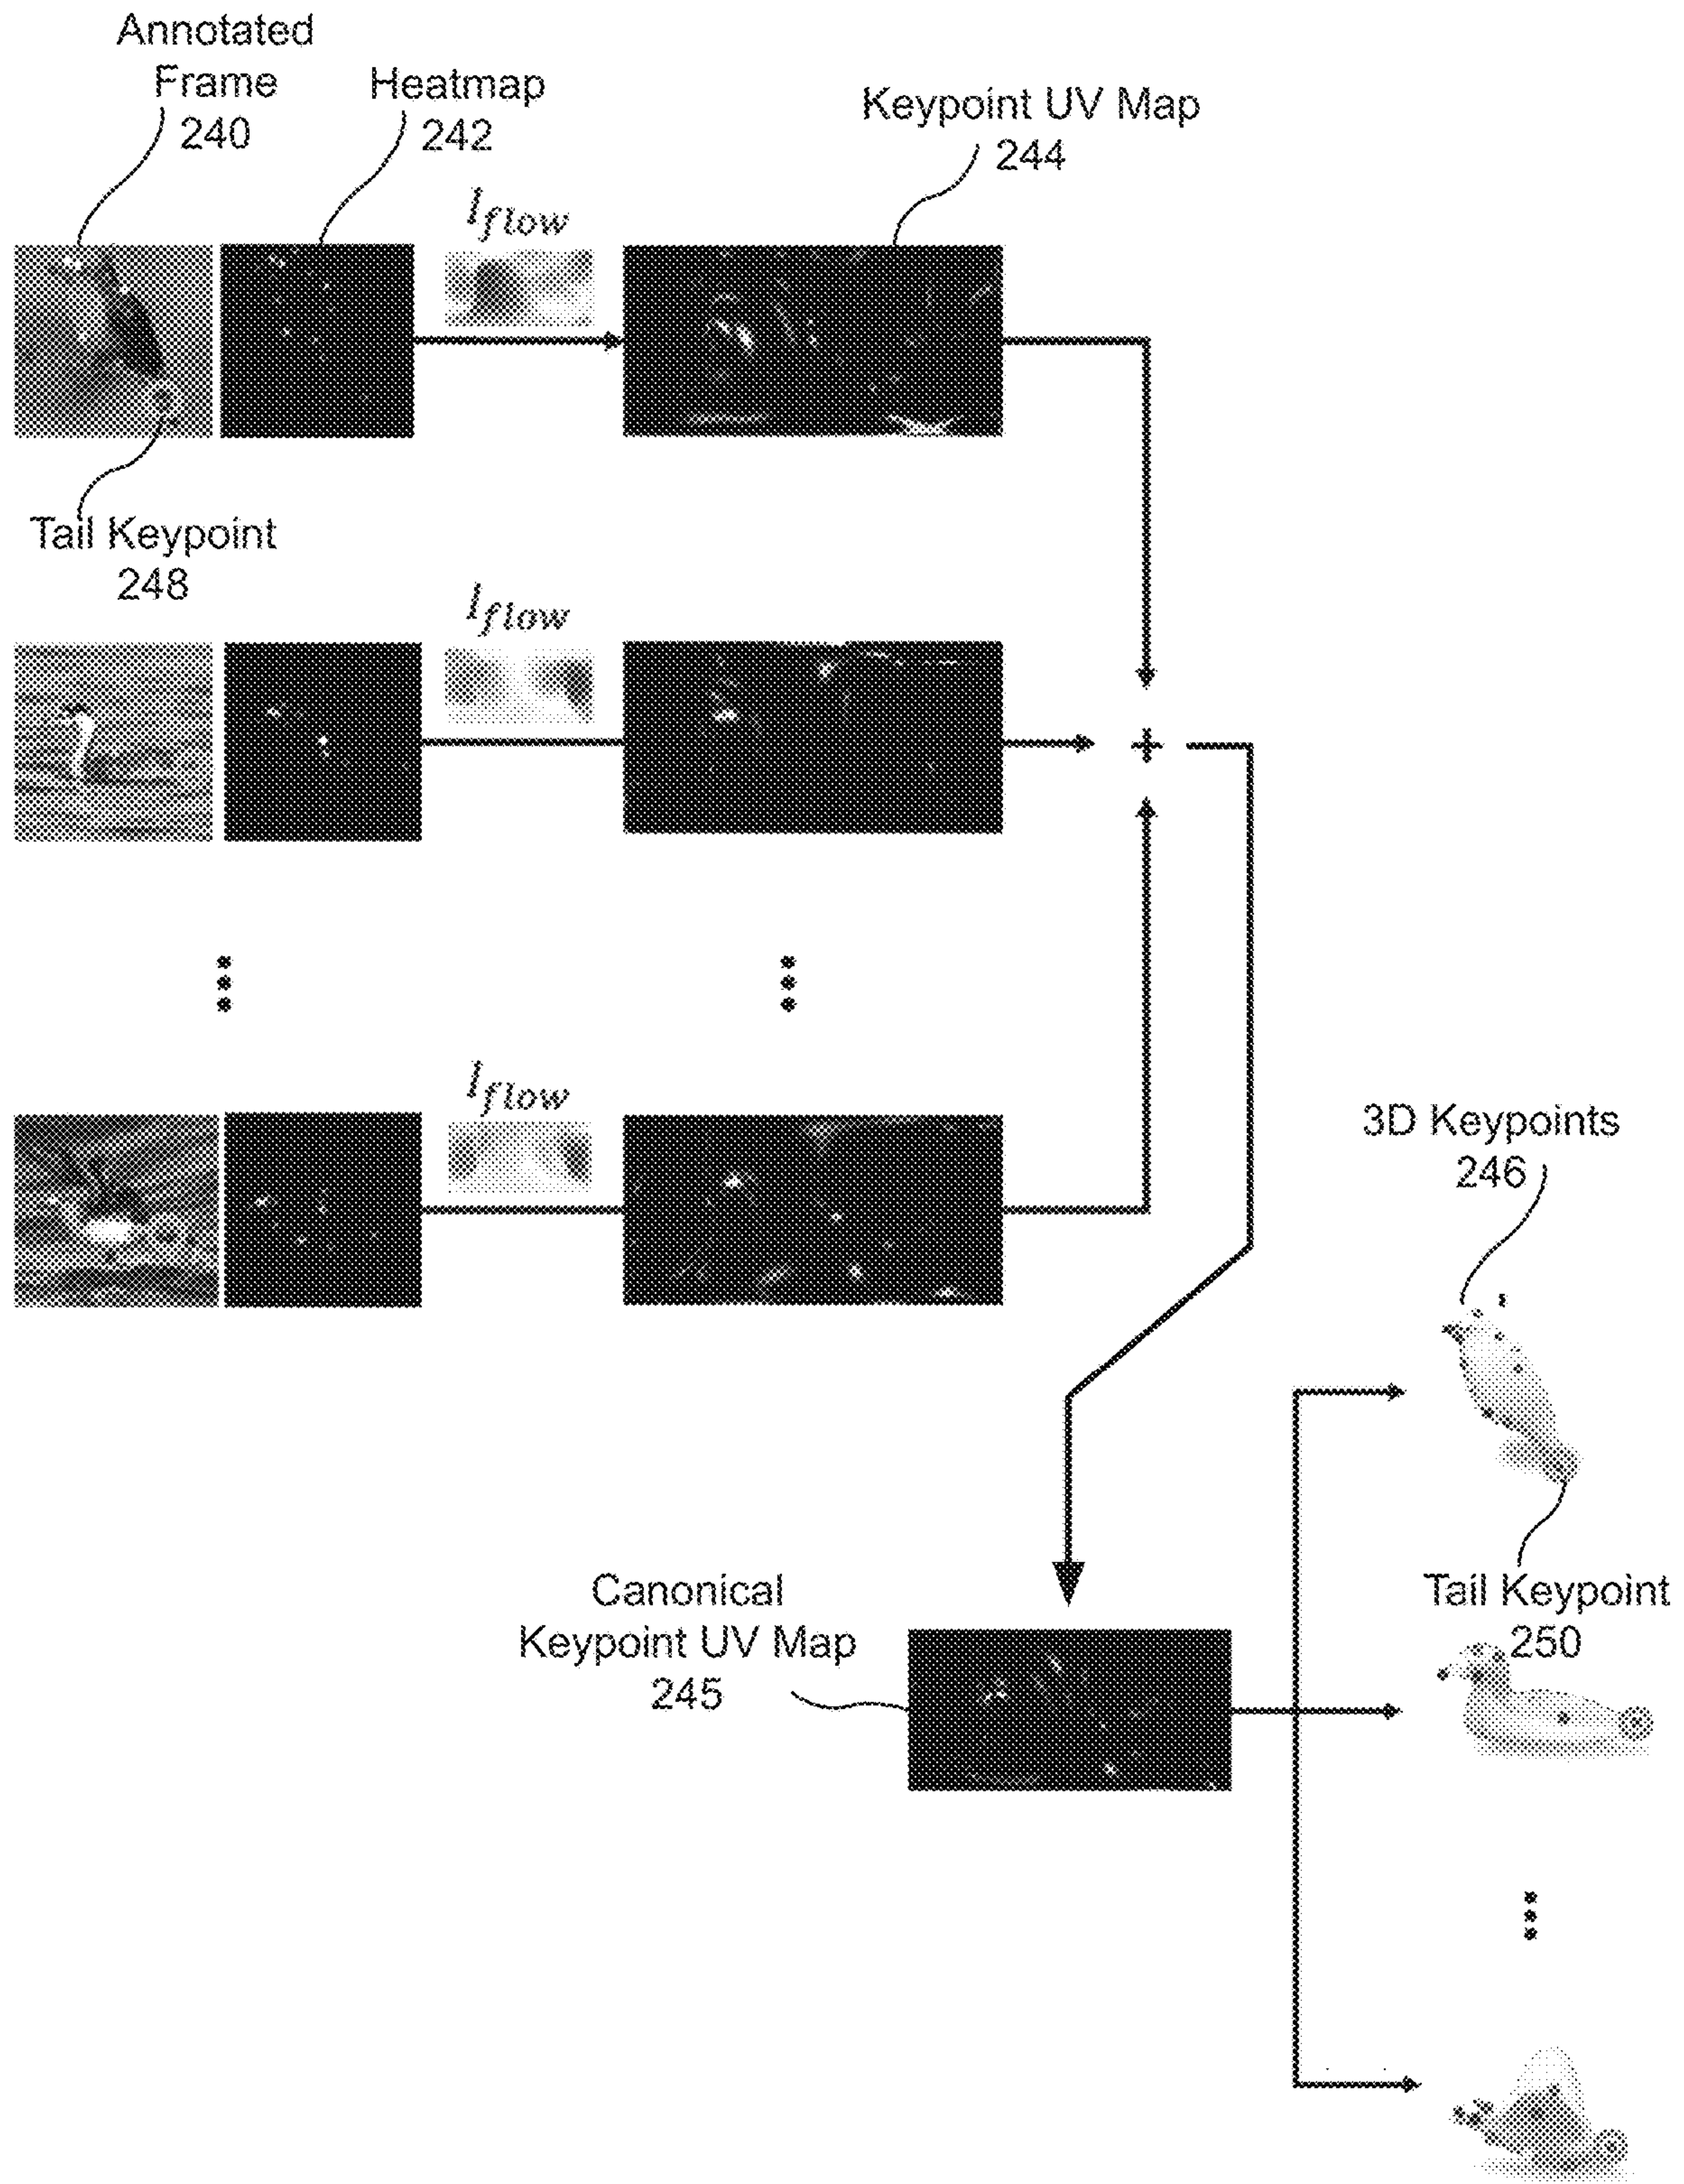 Annotated
Frame
240
Heatmap
242
Keypoint UV Map
244
I_flow
Tail Keypoint
248
I_flow
+
I_flow
3D Keypoints
246
Tail Keypoint
250
Canonical
Keypoint UV Map
245